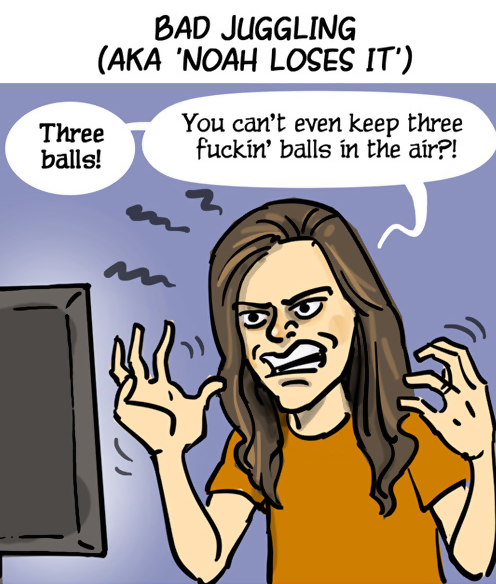 BAD JUGGLING
(AKA 'NOAH LOSES IT')
Three
balls!
You can't even keep three
fuckin' balls in the air?!